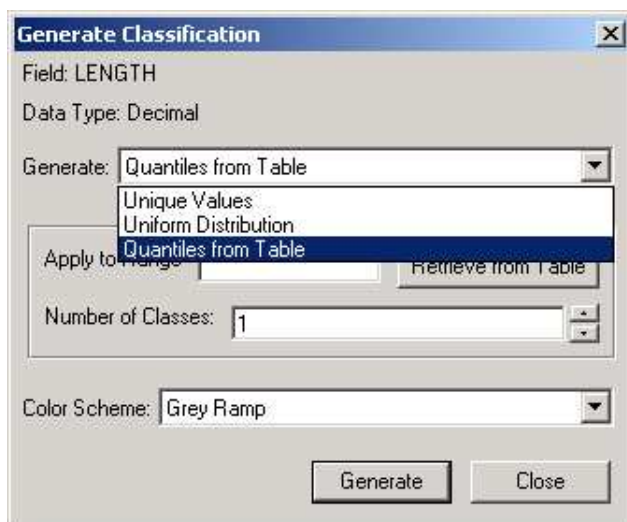 Generate Classification
Field: LENGTH
Data Type: Decimal
Generate: Quantiles from Table
Unique Values
Uniform Distribution
Quantiles from Table
Apply to Range Retrieve from Table
Number of Classes: 1
Color Scheme: Grey Ramp
Generate Close